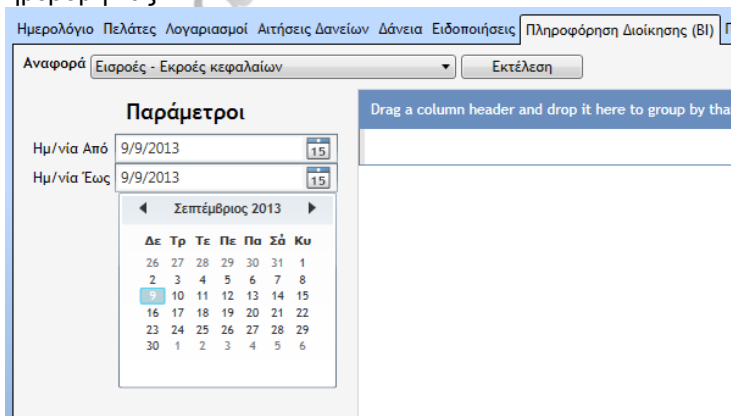 Ημερολόγιο Πελάτες Λογαριασμοί Αιτήσεις Δανείων Δάνεια Ειδοποιήσεις Πληροφόρηση Διοίκησης (BI)
Αναφορά Εισροές - Εκροές κεφαλαίων Εκτέλεση
Παράμετροι
Drag a column header and drop it here to group by tha
Ημ/νία Από 9/9/2013 15
Ημ/νία Έως 9/9/2013 15
Σεπτέμβριος 2013
Δε Τρ Τε Πε Πα Σά Κυ
26 27 28 29 30 31 1
2 3 4 5 6 7 8
9 10 11 12 13 14 15
16 17 18 19 20 21 22
23 24 25 26 27 28 29
30 1 2 3 4 5 6